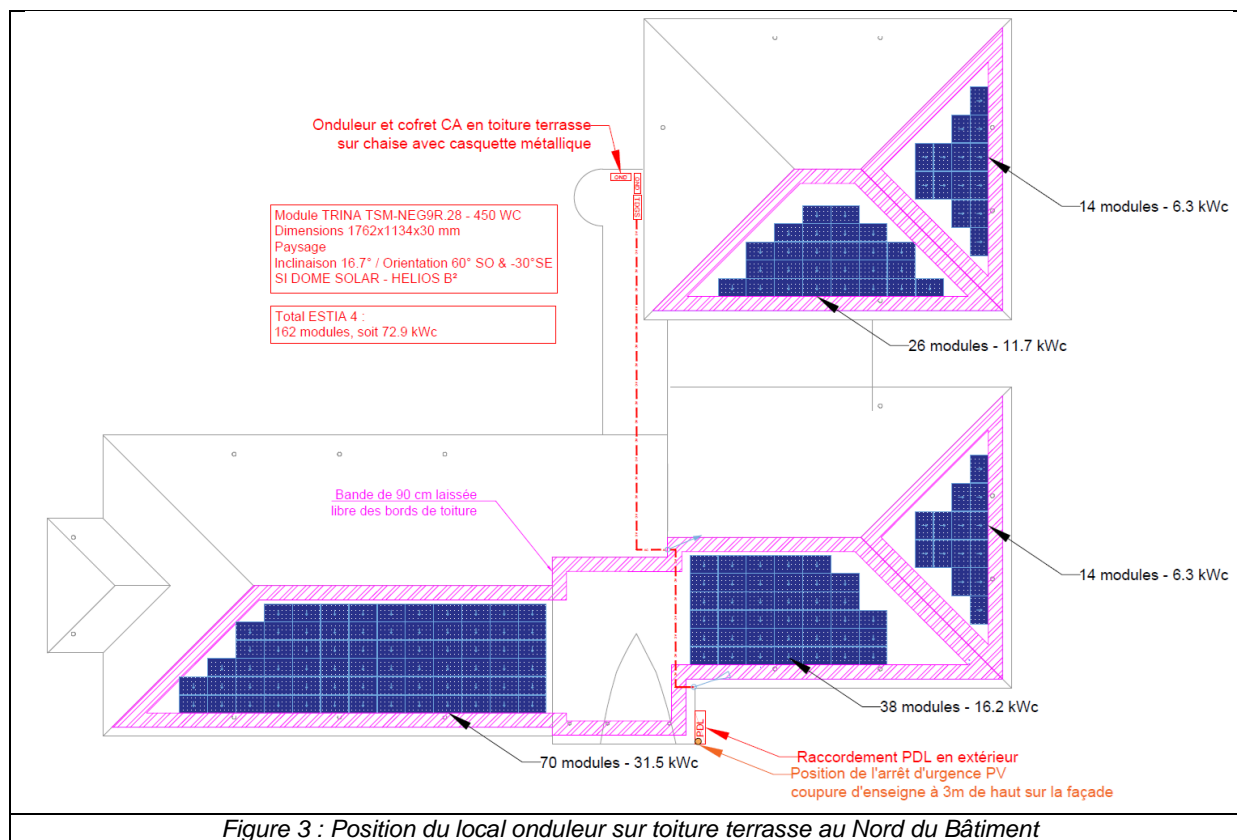 Onduleur et cofret CA en toiture terrasse
sur chaise avec casquette métallique
OND
OND
TDGS
Module TRINA TSM-NEG9R.28 - 450 WC
Dimensions 1762x1134x30 mm
Paysage
Inclinaison 16.7° / Orientation 60° SO & -30°SE
SI DOME SOLAR - HELIOS B²
Total ESTIA 4 :
162 modules, soit 72.9 kWc
14 modules - 6.3 kWc
26 modules - 11.7 kWc
Bande de 90 cm laissée
libre des bords de toiture
14 modules - 6.3 kWc
38 modules - 16.2 kWc
70 modules - 31.5 kWc
PDL
Raccordement PDL en extérieur
Position de l'arrêt d'urgence PV
coupure d'enseigne à 3m de haut sur la façade
Figure 3 : Position du local onduleur sur toiture terrasse au Nord du Bâtiment